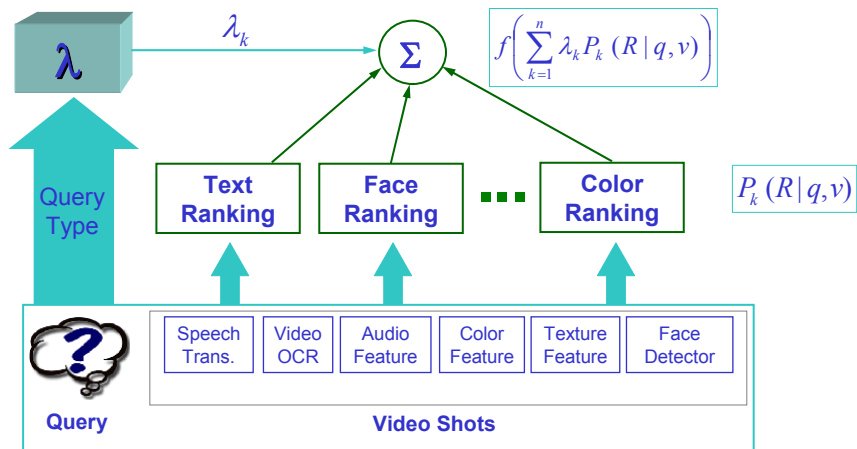 λ
λ_k
Σ
f(∑_{k=1}^{n} λ_k P_k (R | q, v))
Text
Ranking
Face
Ranking
Color
Ranking
P_k (R | q, v)
Query
Type
Speech
Trans.
Video
OCR
Audio
Feature
Color
Feature
Texture
Feature
Face
Detector
?
Query
Video Shots